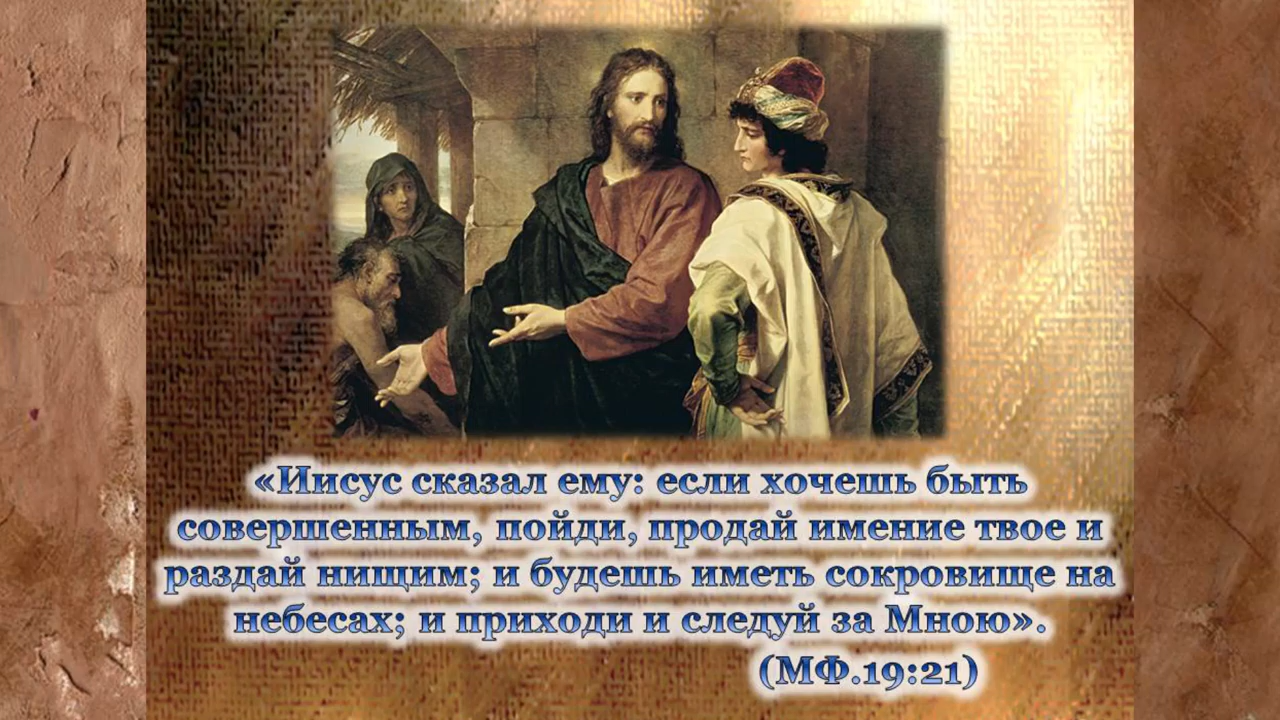 «Иисус сказал ему: если хочешь быть
совершенным, пойди, продай имение твое и
раздай нищим; и будешь иметь сокровище на
небесах; и приходи и следуй за Мною».
(МФ.19:21)